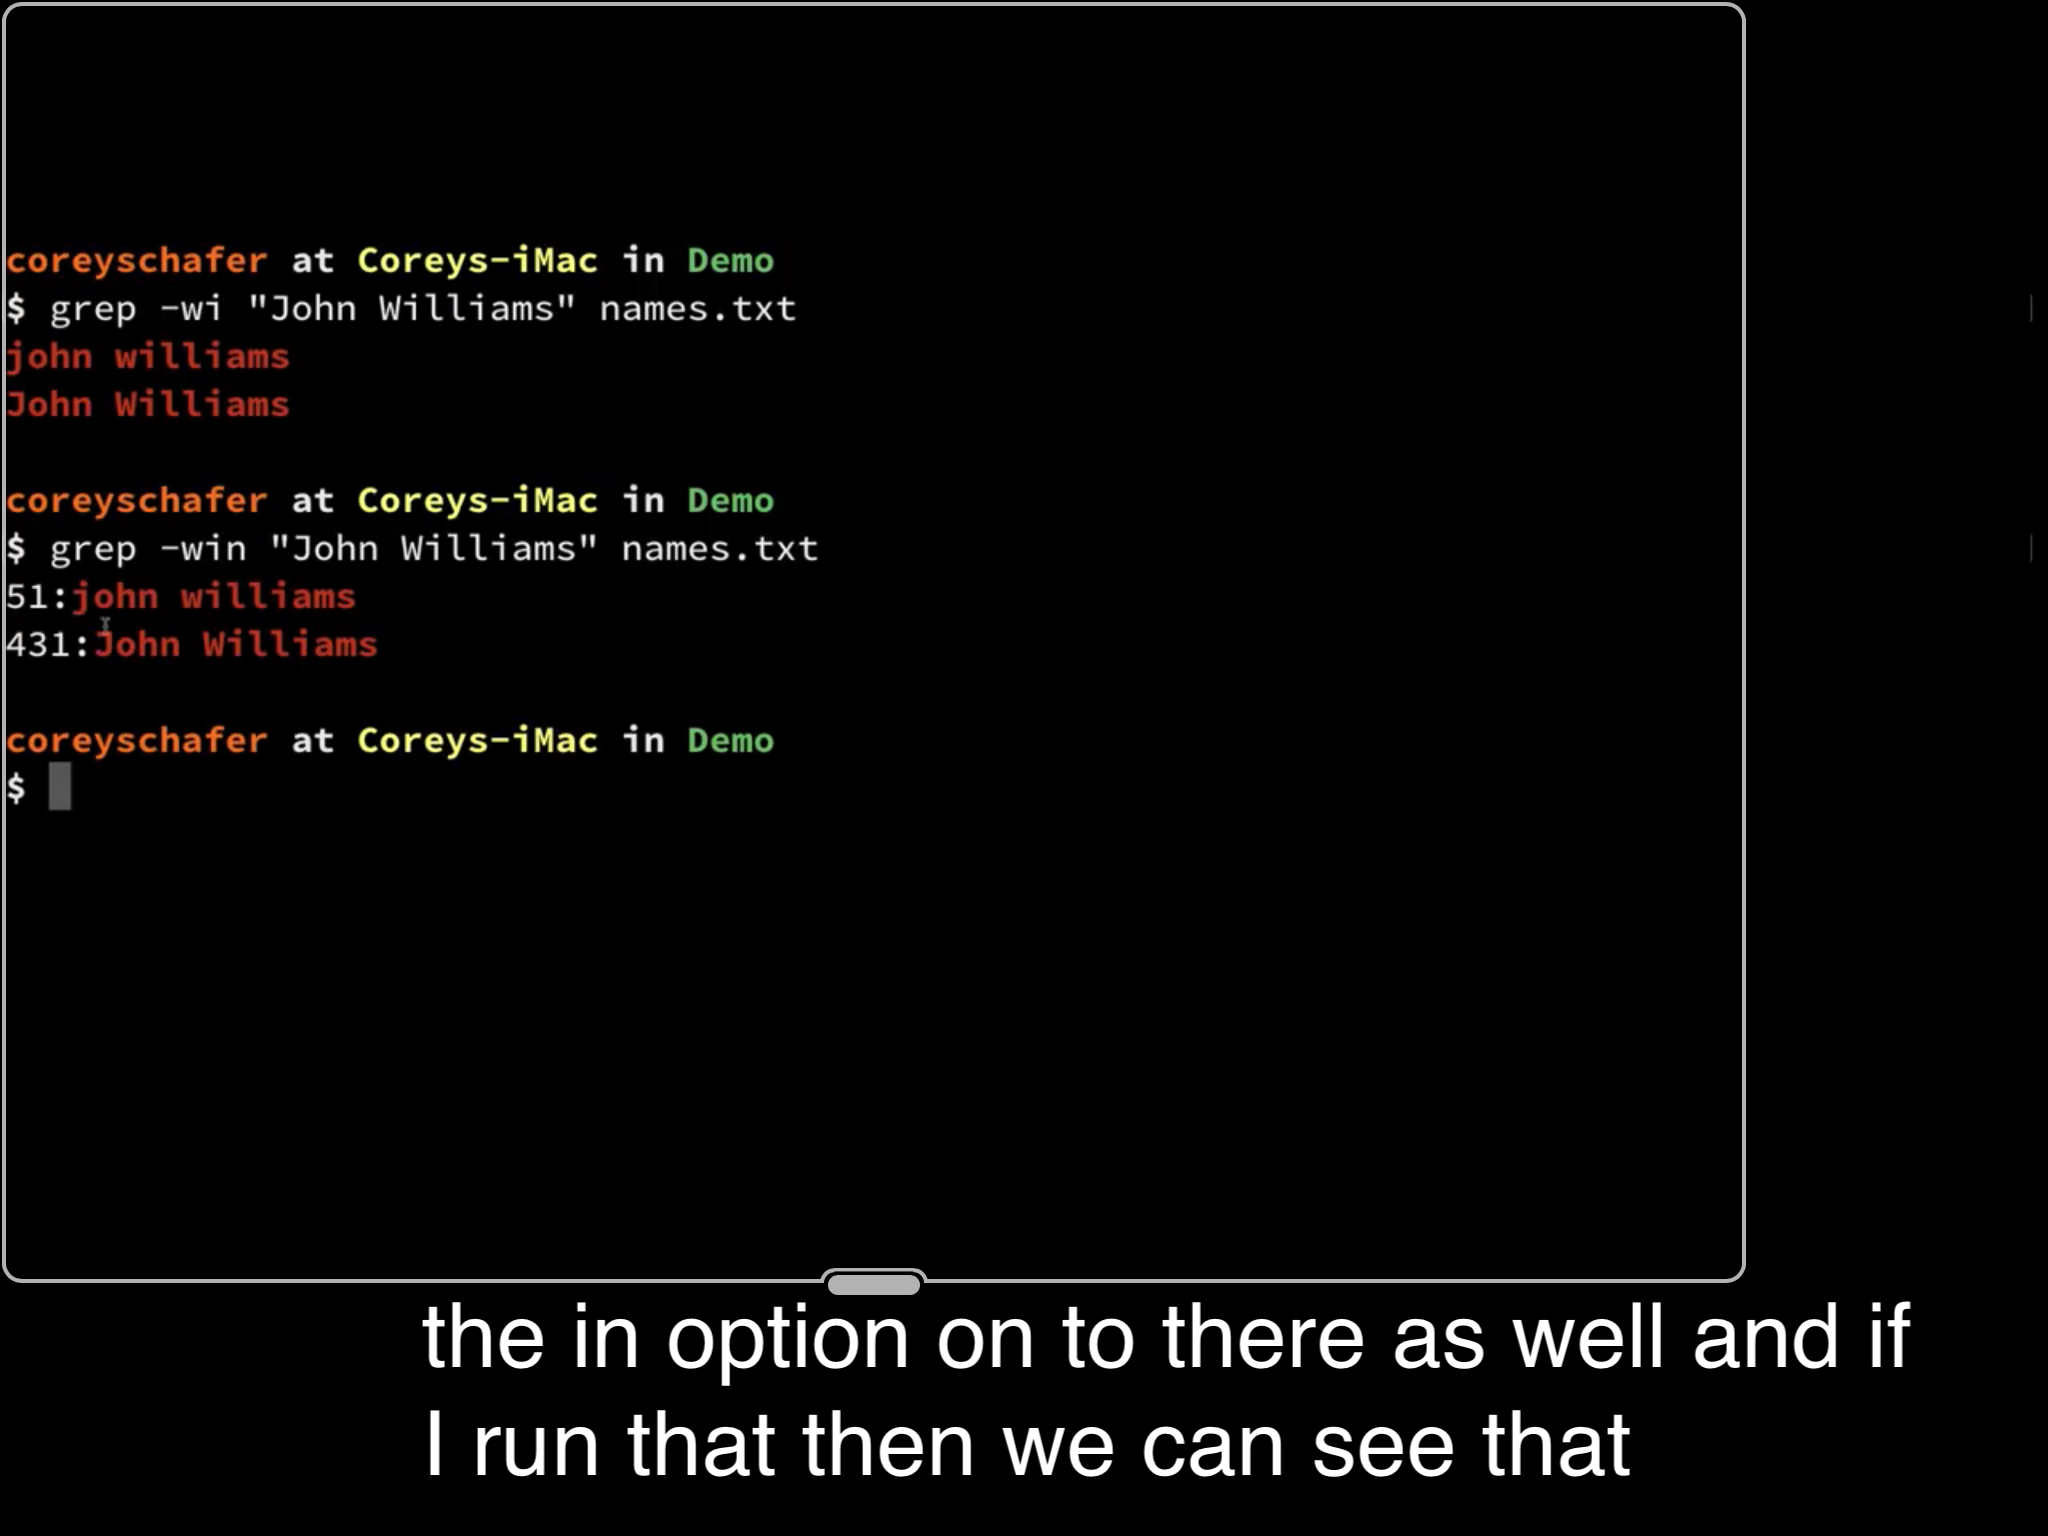 coreyschafer at Coreys-iMac in Demo
$ grep -wi "John Williams" names.txt
john williams
John Williams
coreyschafer at Coreys-iMac in Demo
$ grep -win "John Williams" names.txt
51:john williams
431:John Williams
coreyschafer at Coreys-iMac in Demo
$
the in option on to there as well and if
I run that then we can see that